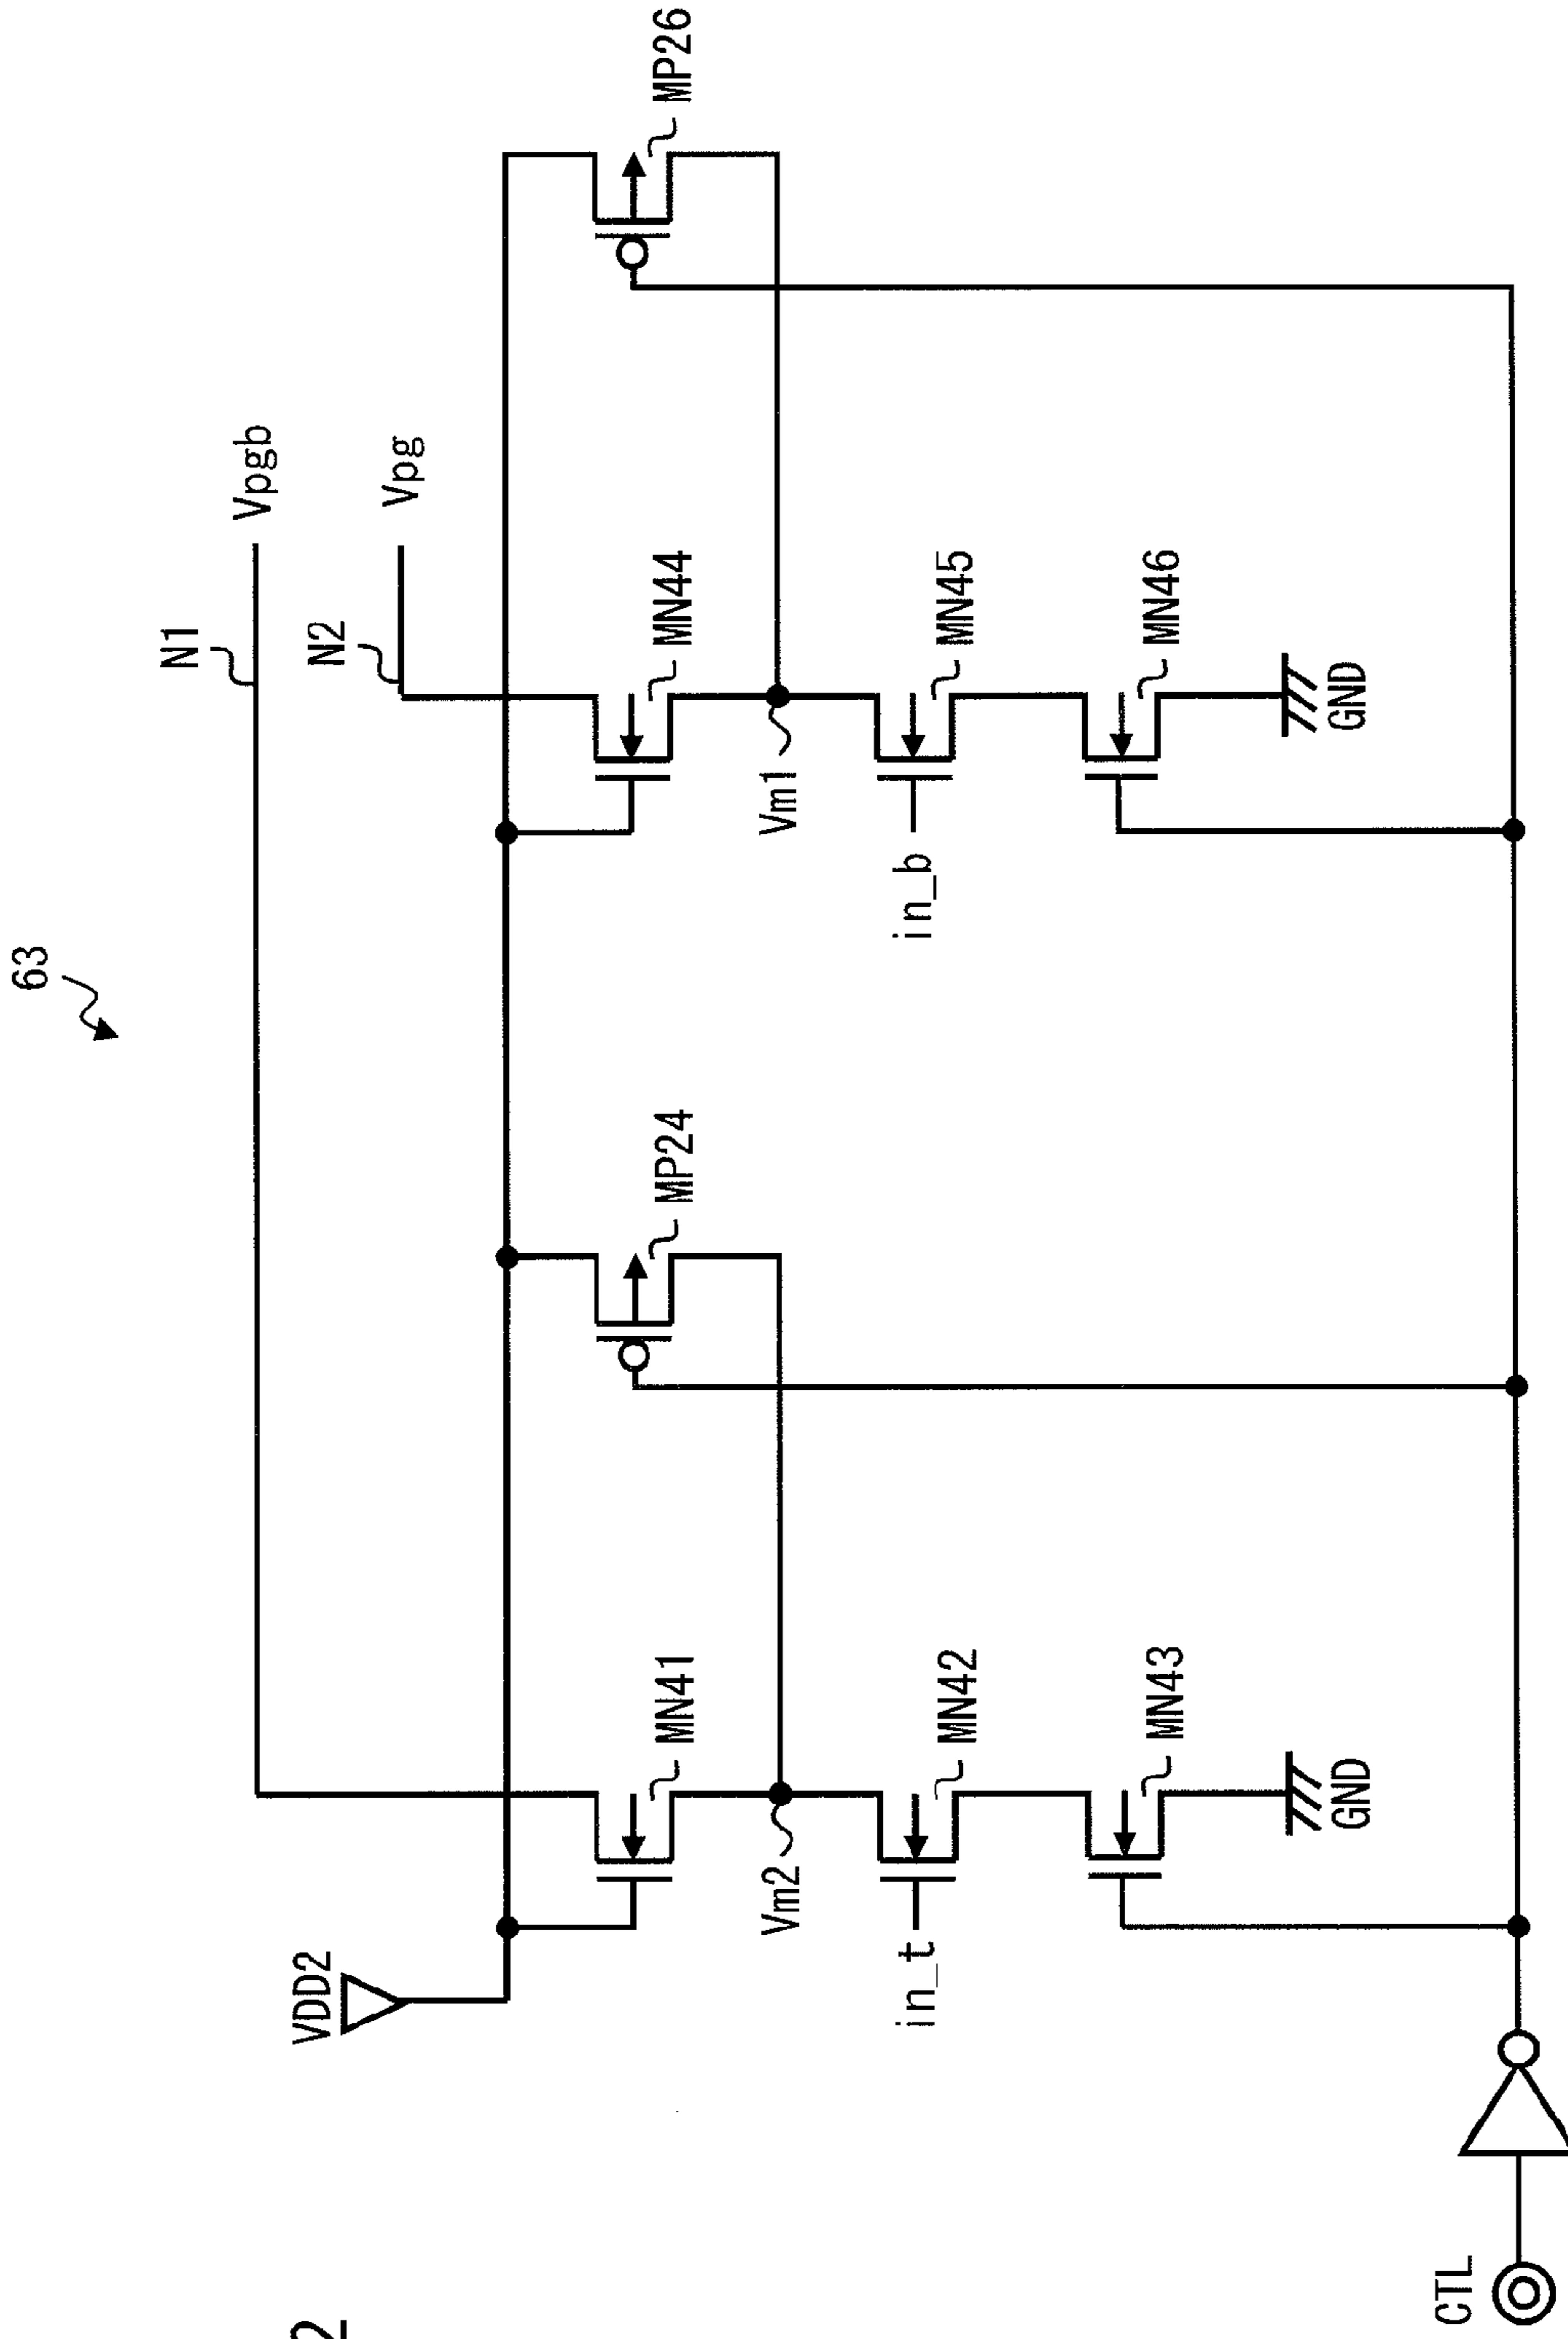 63
N1
Vpgb
N2
Vpg
VDD2
MN41
MP24
MN44
MP26
Vm2
Vm1
in_t
MN42
in_b
MN45
MN43
MN46
GND
GND
CTL
2